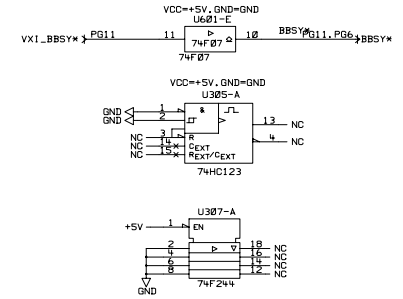 VCC=+5V.GND=GND
U601-E
VXI_BBSY* PG11 11 10 BBSY* PG11.PG6 BBSY*
74F07
74F07
VCC=+5V.GND=GND
U305-A
GND 1 & 13 NC
GND 2
NC 3 R 4 NC
NC 14 CEXT
NC 15 REXT/CEXT
74HC123
U307-A
+5V 1 EN
2 18 NC
4 16 NC
6 14 NC
8 12 NC
GND 74F244